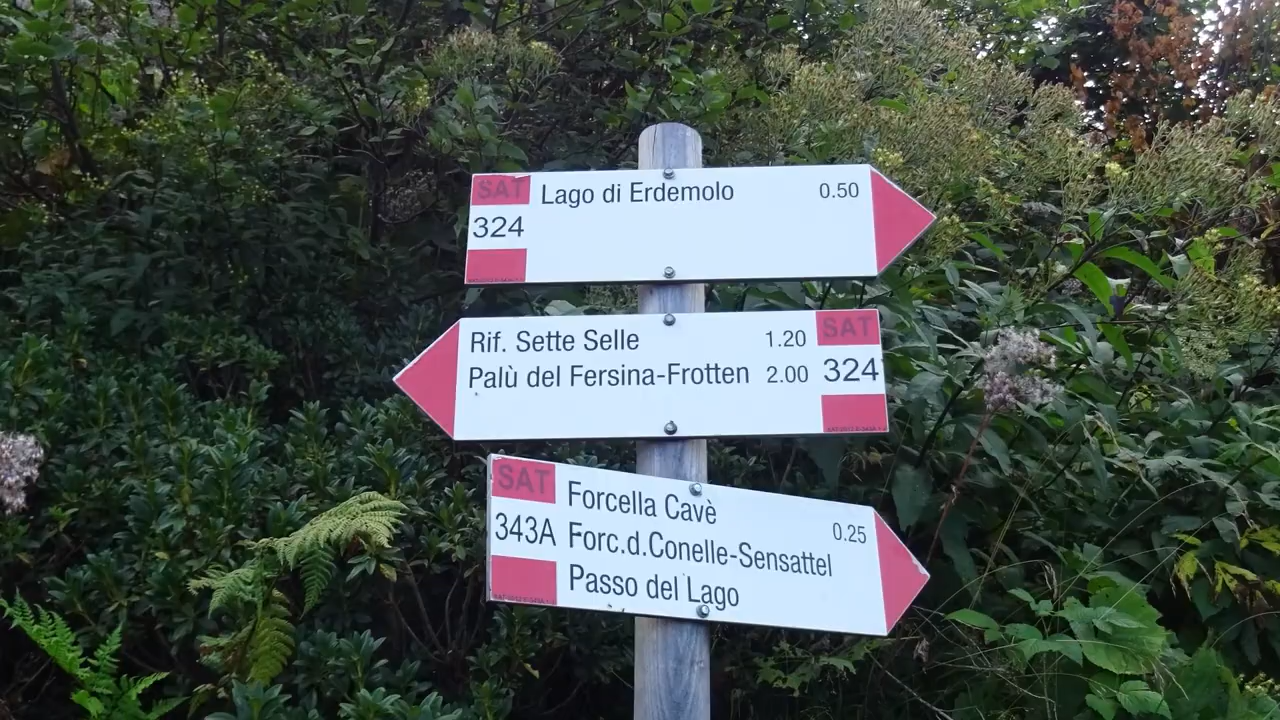 SAT
324
Lago di Erdemolo 0.50
Rif. Sette Selle 1.20
Palù del Fersina-Frotten 2.00
SAT
324
SAT
343A
Forcella Cavè
Forc.d.Conelle-Sensattel 0.25
Passo del Lago